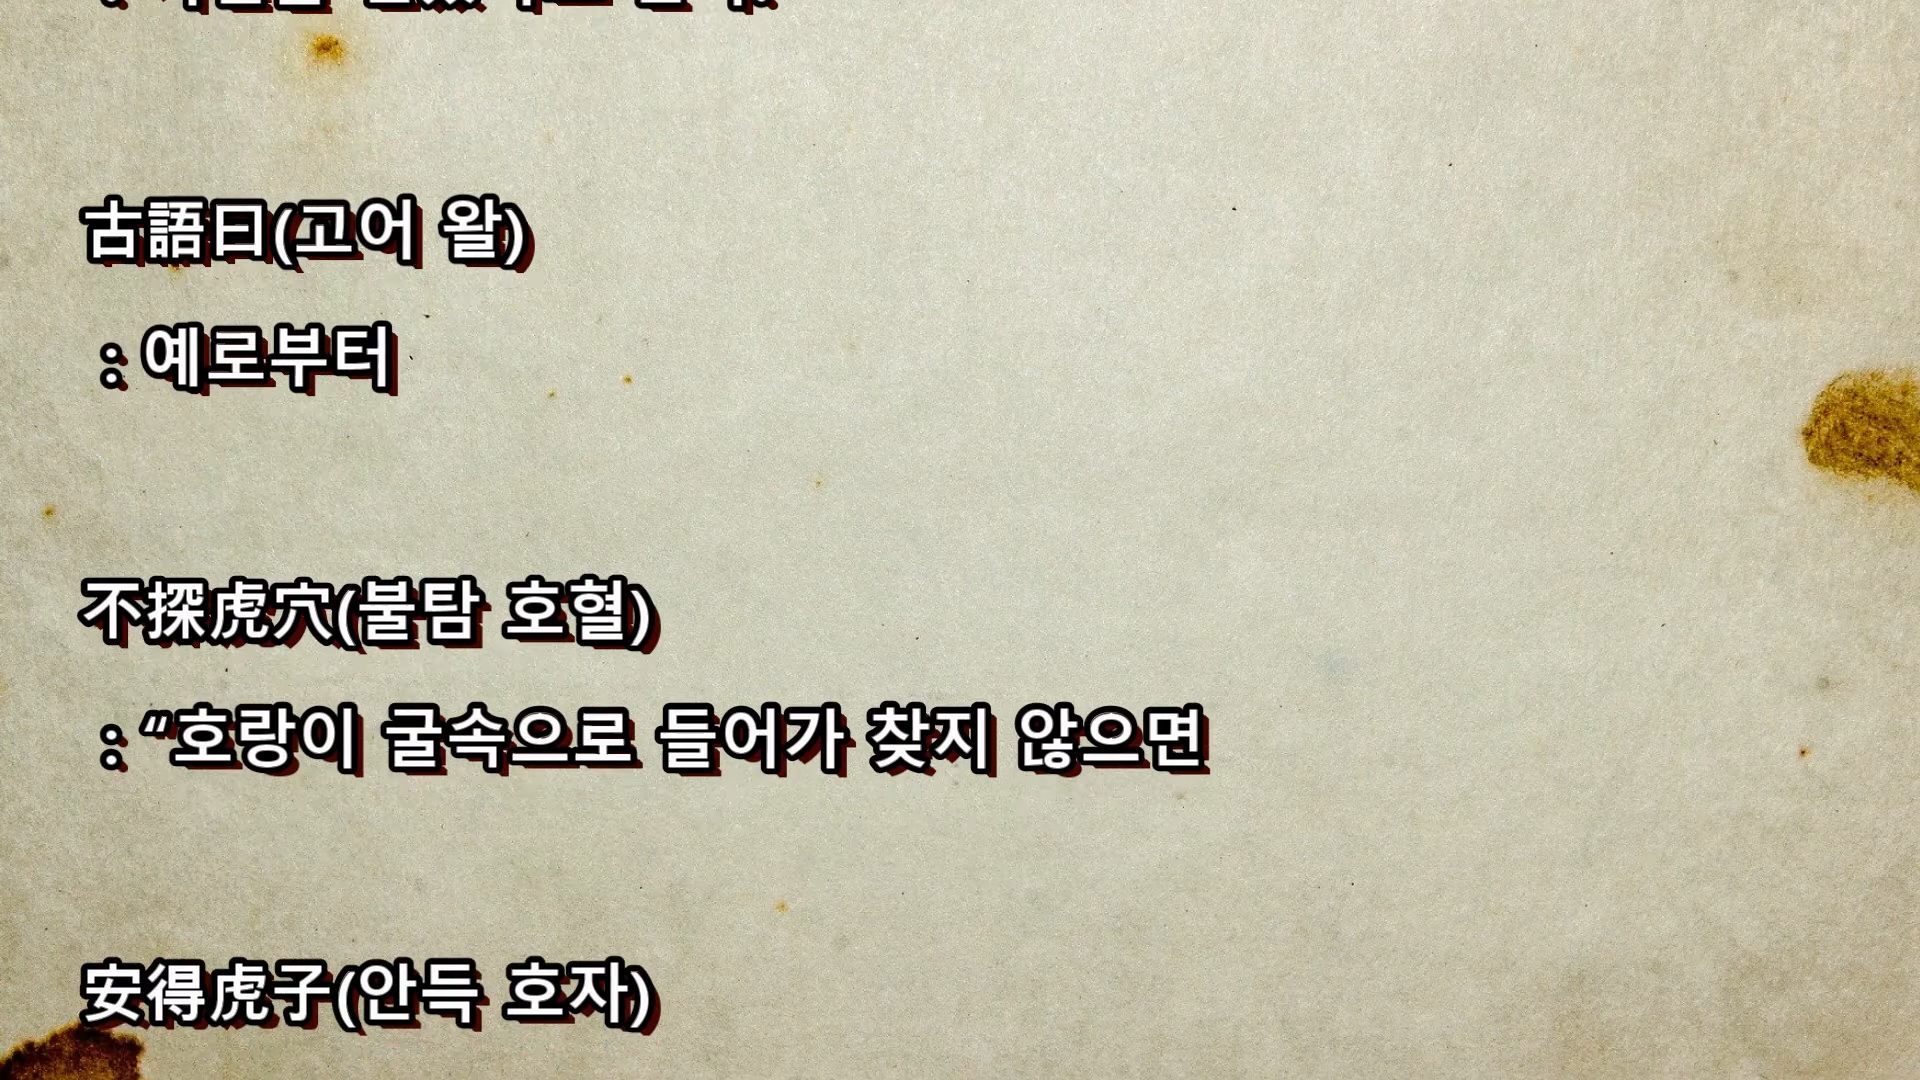 古語曰(고어 왈)
: 예로부터
不探虎穴(불탐 호혈)
: “호랑이 굴속으로 들어가 찾지 않으면
安得虎子(안득 호자)